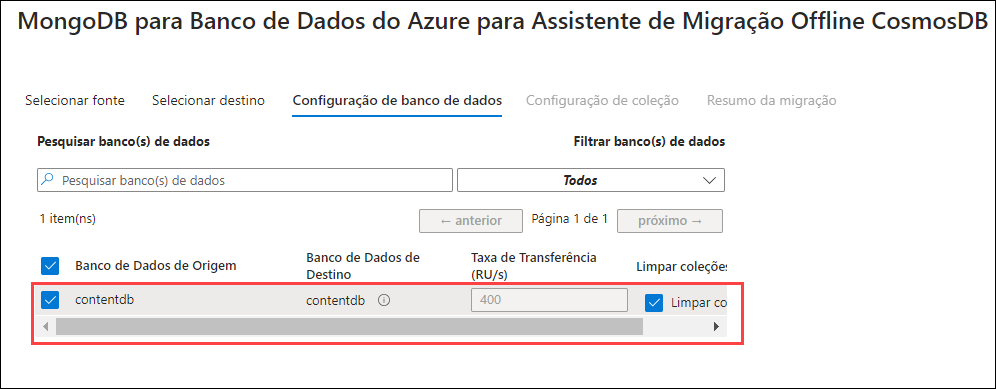 MongoDB para Banco de Dados do Azure para Assistente de Migração Offline CosmosDB
Selecionar fonte Selecionar destino Configuração de banco de dados Configuração de coleção Resumo da migração
Pesquisar banco(s) de dados Filtrar banco(s) de dados
Pesquisar banco(s) de dados Todos
1 item(ns) ← anterior Página 1 de 1 próximo →
Banco de Dados de Origem Banco de Dados de Destino Taxa de Transferência (RU/s) Limpar coleções
contentdb contentdb 400 Limpar co